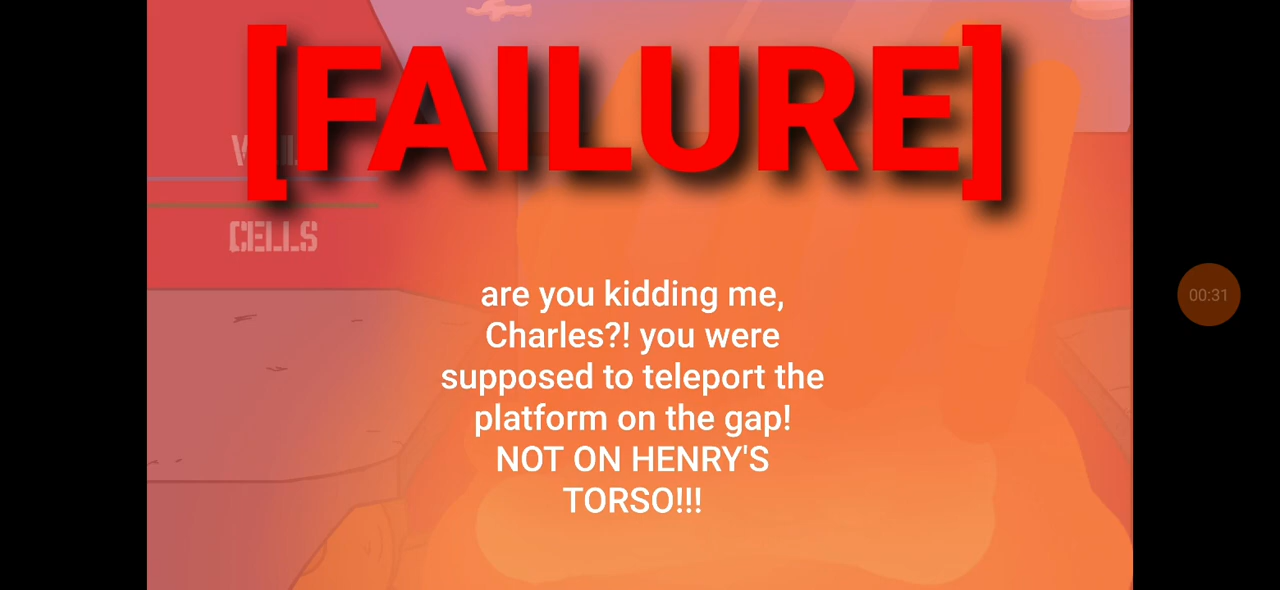 [FAILURE]
CELLS
are you kidding me,
Charles?! you were
supposed to teleport the
platform on the gap!
NOT ON HENRY'S
TORSO!!!
00:31